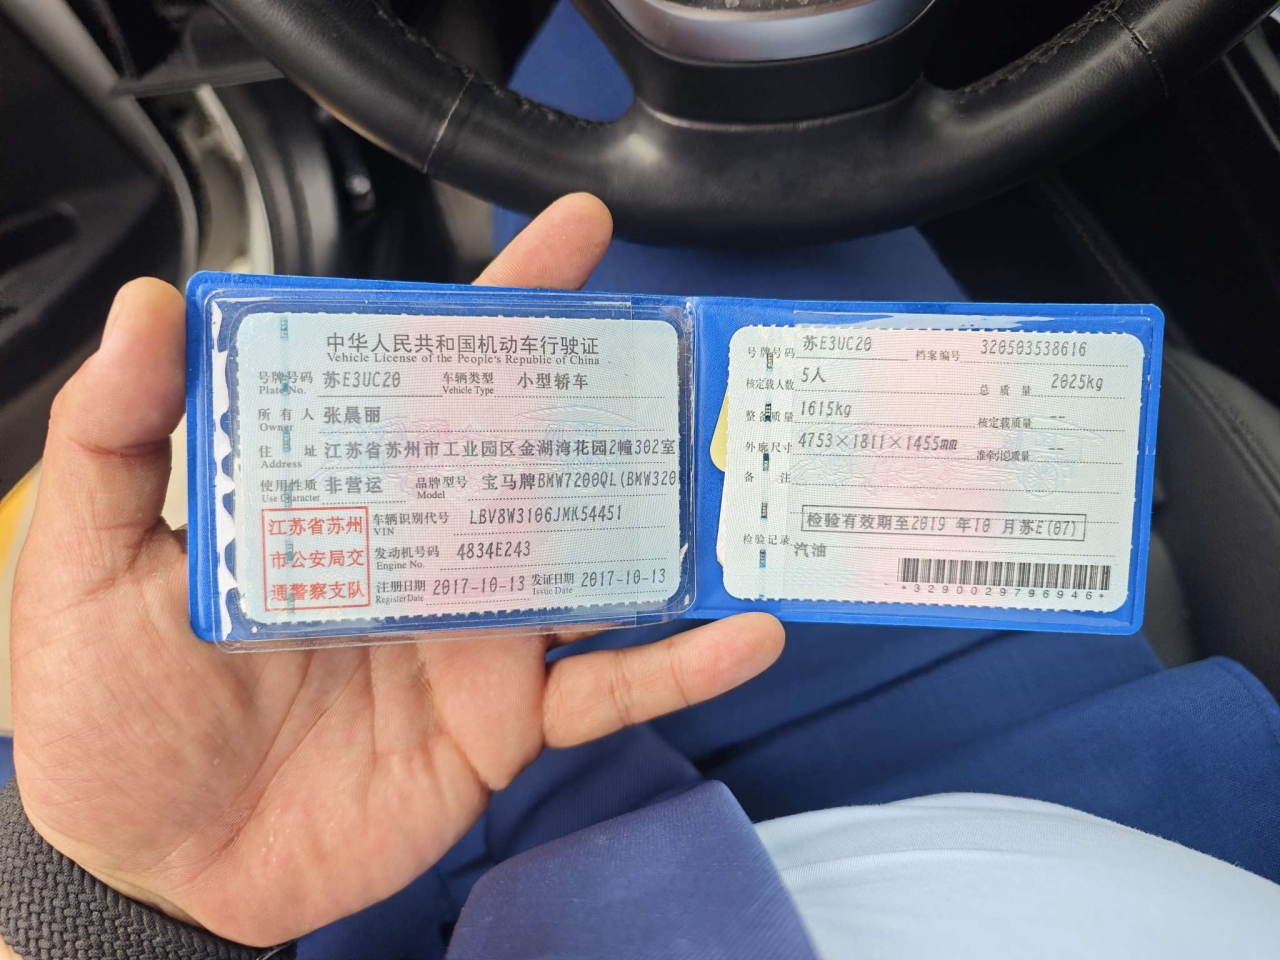 中华人民共和国机动车行驶证
Vehicle License of the People's Republic of China
号牌号码 苏E3UC20 车辆类型 小型轿车
Plate No. Vehicle Type
所有人 张晨丽
Owner
住址 江苏省苏州市工业园区金湖湾花园2幢302室
Address
使用性质 非营运 品牌型号 宝马牌BMW7200QL(BMW320
Use Character Model
江苏省苏州
市公安局交
通警察支队
车辆识别代号 LBV8W3106JMK54451
VIN
发动机号码 4834E243
Engine No.
注册日期 2017-10-13 发证日期 2017-10-13
Register Date Issue Date
号牌号码 苏E3UC20 档案编号 320503538616
核定载人数 5人 总质量 2025kg
整备质量 1615kg 核定载质量 --
外廓尺寸 4753×1811×1455mm 准牵引总质量 --
备注
检验有效期至2019 年10 月苏E(07)
检验记录
汽油
*3290029796946*